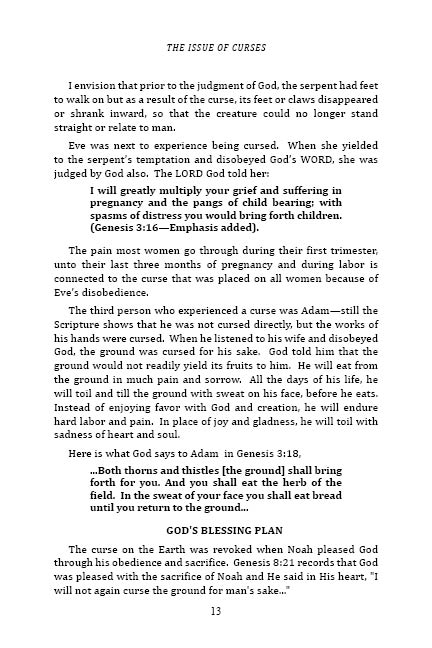 THE ISSUE OF CURSES
I envision that prior to the judgment of God, the serpent had feet
to walk on but as a result of the curse, its feet or claws disappeared
or shrank inward, so that the creature could no longer stand
straight or relate to man.
Eve was next to experience being cursed.  When she yielded
to the serpent's temptation and disobeyed God's WORD, she was
judged by God also.  The LORD God told her:
I will greatly multiply your grief and suffering in
pregnancy and the pangs of child bearing; with
spasms of distress you would bring forth children.
(Genesis 3:16—Emphasis added).
The pain most women go through during their first trimester,
unto their last three months of pregnancy and during labor is
connected to the curse that was placed on all women because of
Eve's disobedience.
The third person who experienced a curse was Adam—still the
Scripture shows that he was not cursed directly, but the works of
his hands were cursed.  When he listened to his wife and disobeyed
God, the ground was cursed for his sake.  God told him that the
ground would not readily yield its fruits to him.  He will eat from
the ground in much pain and sorrow.  All the days of his life, he
will toil and till the ground with sweat on his face, before he eats.
Instead of enjoying favor with God and creation, he will endure
hard labor and pain.  In place of joy and gladness, he will toil with
sadness of heart and soul.
Here is what God says to Adam  in Genesis 3:18,
...Both thorns and thistles [the ground] shall bring
forth for you. And you shall eat the herb of the
field.  In the sweat of your face you shall eat bread
until you return to the ground...
GOD'S BLESSING PLAN
The curse on the Earth was revoked when Noah pleased God
through his obedience and sacrifice.  Genesis 8:21 records that God
was pleased with the sacrifice of Noah and He said in His heart, "I
will not again curse the ground for man's sake..."
13